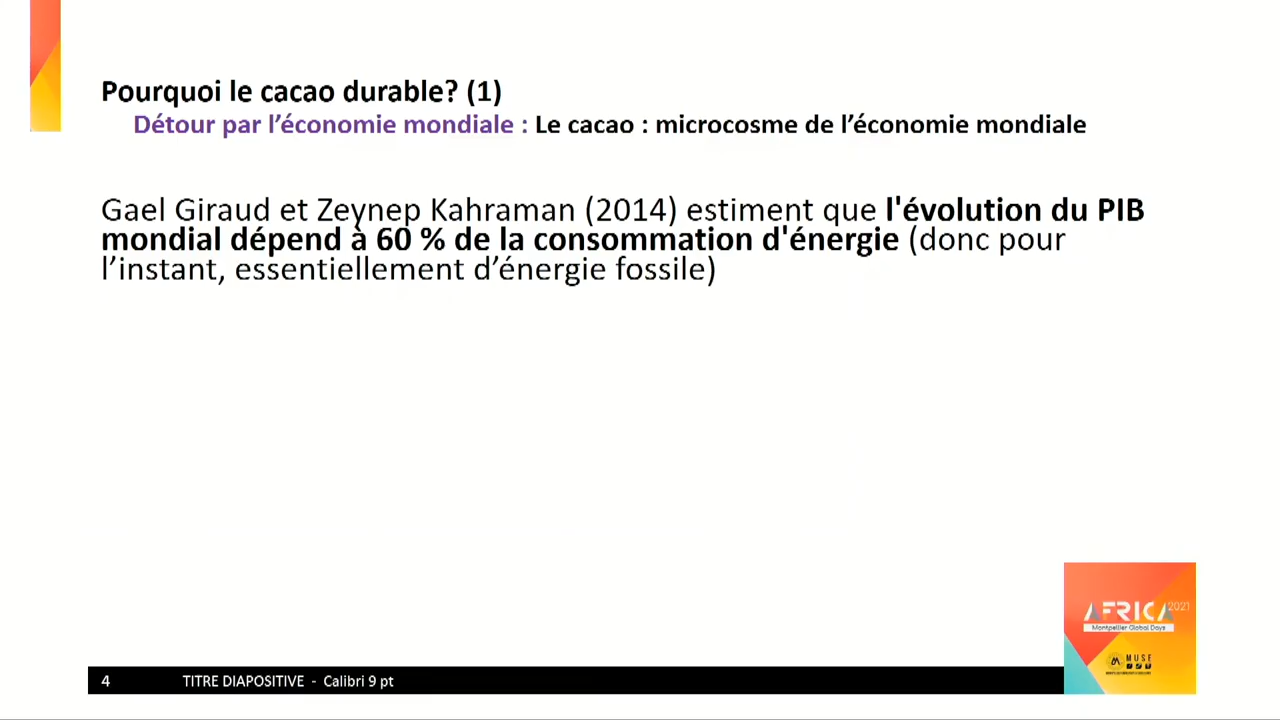 Pourquoi le cacao durable? (1)
Détour par l’économie mondiale : Le cacao : microcosme de l’économie mondiale
Gael Giraud et Zeynep Kahraman (2014) estiment que l'évolution du PIB
mondial dépend à 60 % de la consommation d'énergie (donc pour
l’instant, essentiellement d’énergie fossile)
AFRICA 2021
Montpellier Global Days
MUSE
4 TITRE DIAPOSITIVE - Calibri 9 pt